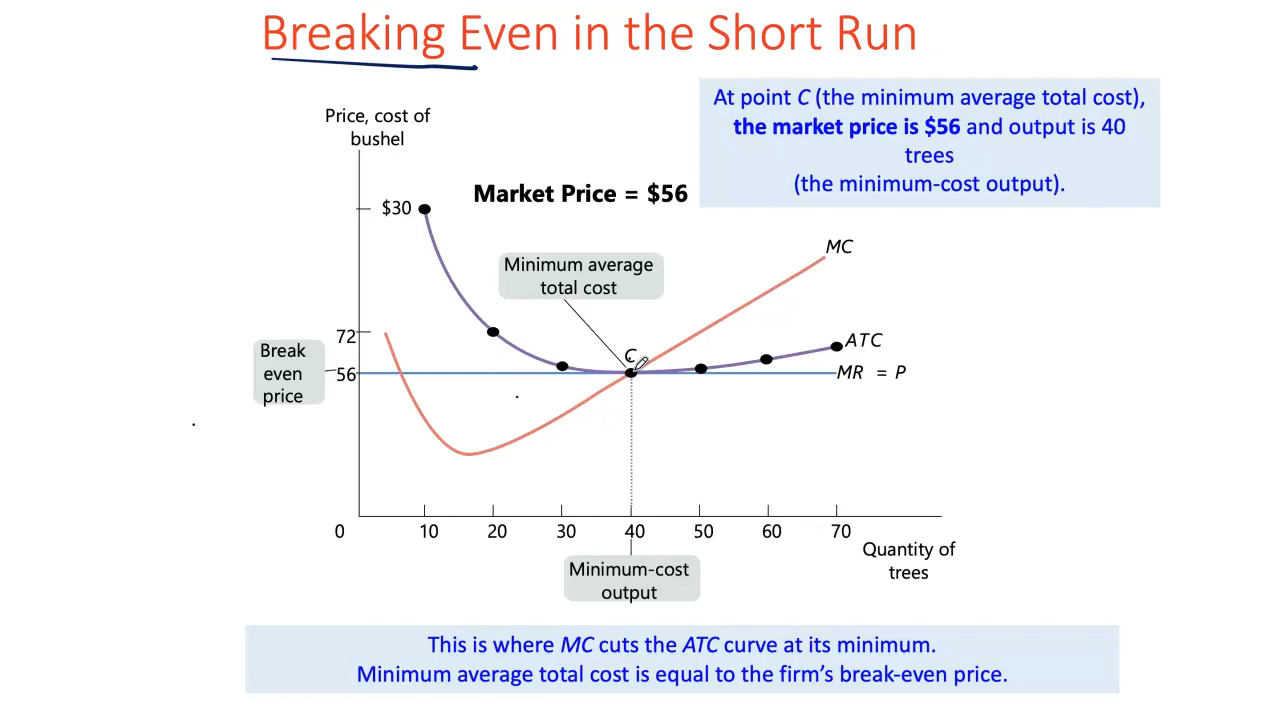 Breaking Even in the Short Run
At point C (the minimum average total cost),
the market price is $56 and output is 40
trees
(the minimum-cost output).
Price, cost of
bushel
Market Price = $56
$30
MC
Minimum average
total cost
72
ATC
Break
even
price
56
C
MR = P
0
10
20
30
40
50
60
70
Quantity of
trees
Minimum-cost
output
This is where MC cuts the ATC curve at its minimum.
Minimum average total cost is equal to the firm’s break-even price.